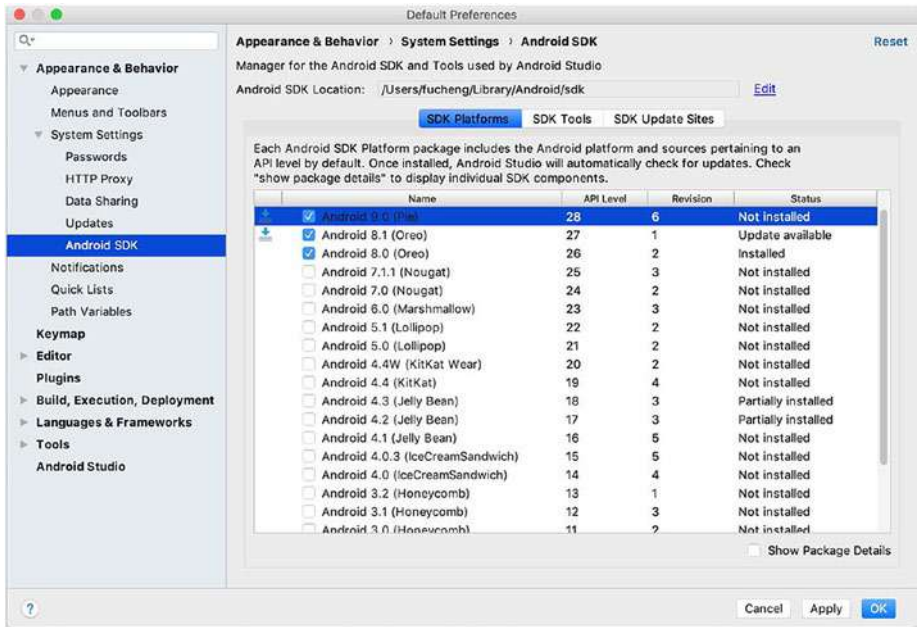 Default Preferences
Appearance & Behavior › System Settings › Android SDK
Reset
Appearance & Behavior
Appearance
Menus and Toolbars
System Settings
Passwords
HTTP Proxy
Data Sharing
Updates
Android SDK
Notifications
Quick Lists
Path Variables
Keymap
Editor
Plugins
Build, Execution, Deployment
Languages & Frameworks
Tools
Android Studio
Manager for the Android SDK and Tools used by Android Studio
Android SDK Location: /Users/fucheng/Library/Android/sdk Edit
SDK Platforms SDK Tools SDK Update Sites
Each Android SDK Platform package includes the Android platform and sources pertaining to an
API level by default. Once installed, Android Studio will automatically check for updates. Check
"show package details" to display individual SDK components.
Name API Level Revision Status
Android 9.0 (Pie) 28 6 Not installed
Android 8.1 (Oreo) 27 1 Update available
Android 8.0 (Oreo) 26 2 Installed
Android 7.1.1 (Nougat) 25 3 Not installed
Android 7.0 (Nougat) 24 2 Not installed
Android 6.0 (Marshmallow) 23 3 Not installed
Android 5.1 (Lollipop) 22 2 Not installed
Android 5.0 (Lollipop) 21 2 Not installed
Android 4.4W (KitKat Wear) 20 2 Not installed
Android 4.4 (KitKat) 19 4 Not installed
Android 4.3 (Jelly Bean) 18 3 Partially installed
Android 4.2 (Jelly Bean) 17 3 Partially installed
Android 4.1 (Jelly Bean) 16 5 Not installed
Android 4.0.3 (IceCreamSandwich) 15 5 Not installed
Android 4.0 (IceCreamSandwich) 14 4 Not installed
Android 3.2 (Honeycomb) 13 1 Not installed
Android 3.1 (Honeycomb) 12 3 Not installed
Android 3.0 (Honeycomb) 11 2 Not installed
Show Package Details
? Cancel Apply OK